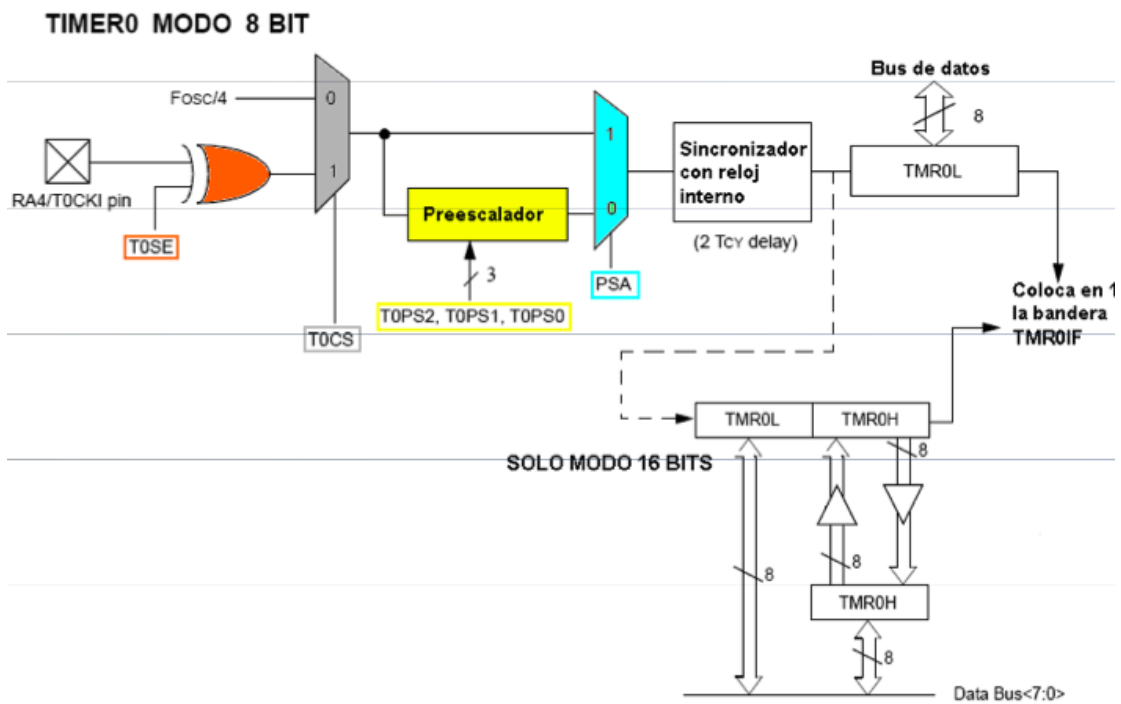 TIMER0 MODO 8 BIT
Bus de datos
Fosc/4
0
8
1
Sincronizador
con reloj
interno
TMR0L
1
RA4/T0CKI pin
Preescalador
0
(2 TCY delay)
T0SE
3
PSA
T0PS2, T0PS1, T0PS0
Coloca en 1
la bandera
TMR0IF
T0CS
TMR0L
TMR0H
8
SOLO MODO 16 BITS
8
8
TMR0H
8
Data Bus<7:0>